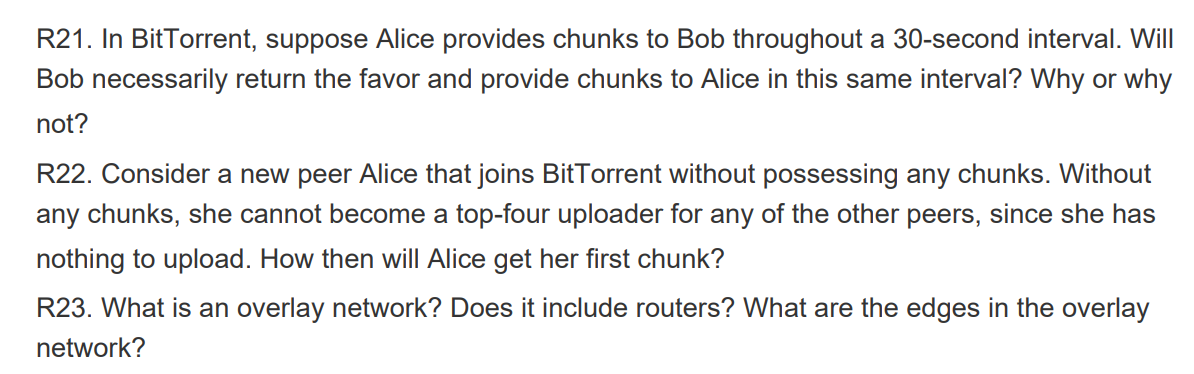 R21. In BitTorrent, suppose Alice provides chunks to Bob throughout a 30-second interval. Will
Bob necessarily return the favor and provide chunks to Alice in this same interval? Why or why
not?
R22. Consider a new peer Alice that joins BitTorrent without possessing any chunks. Without
any chunks, she cannot become a top-four uploader for any of the other peers, since she has
nothing to upload. How then will Alice get her first chunk?
R23. What is an overlay network? Does it include routers? What are the edges in the overlay
network?